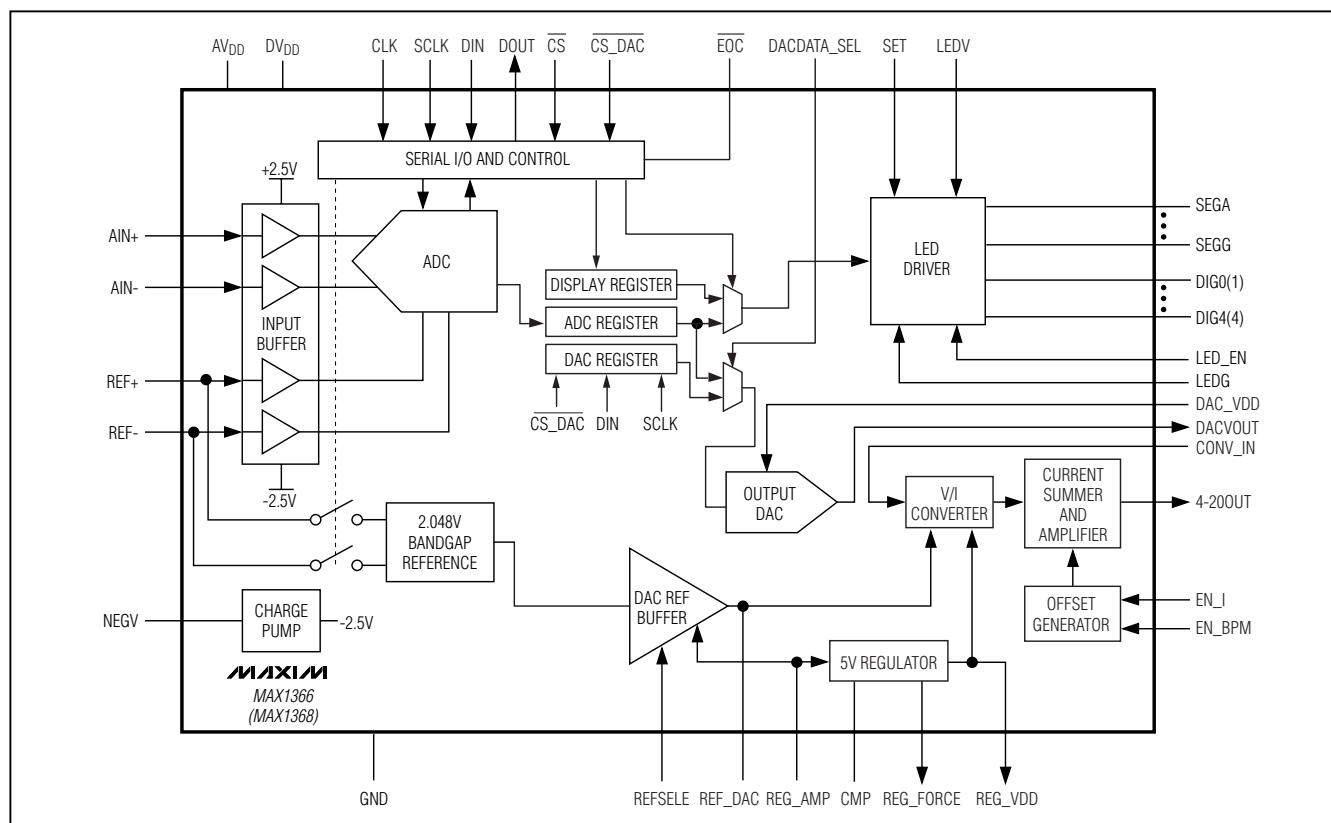 AVDD DVDD CLK SCLK DIN DOUT CS CS_DAC EOC DACDATA_SEL SET LEDV
SERIAL I/O AND CONTROL
+2.5V
AIN+
AIN-
INPUT
BUFFER
REF+
REF-
-2.5V
ADC
DISPLAY REGISTER
ADC REGISTER
DAC REGISTER
CS_DAC DIN SCLK
LED
DRIVER
SEGA
SEGG
DIG0(1)
DIG4(4)
LED_EN
LEDG
DAC_VDD
DACVOUT
CONV_IN
4-20OUT
EN_I
EN_BPM
OUTPUT
DAC
V/I
CONVERTER
CURRENT
SUMMER
AND
AMPLIFIER
OFFSET
GENERATOR
2.048V
BANDGAP
REFERENCE
DAC REF
BUFFER
5V REGULATOR
NEGV
CHARGE
PUMP
-2.5V
MAXIM
MAX1366
(MAX1368)
GND REFSELE REF_DAC REG_AMP CMP REG_FORCE REG_VDD